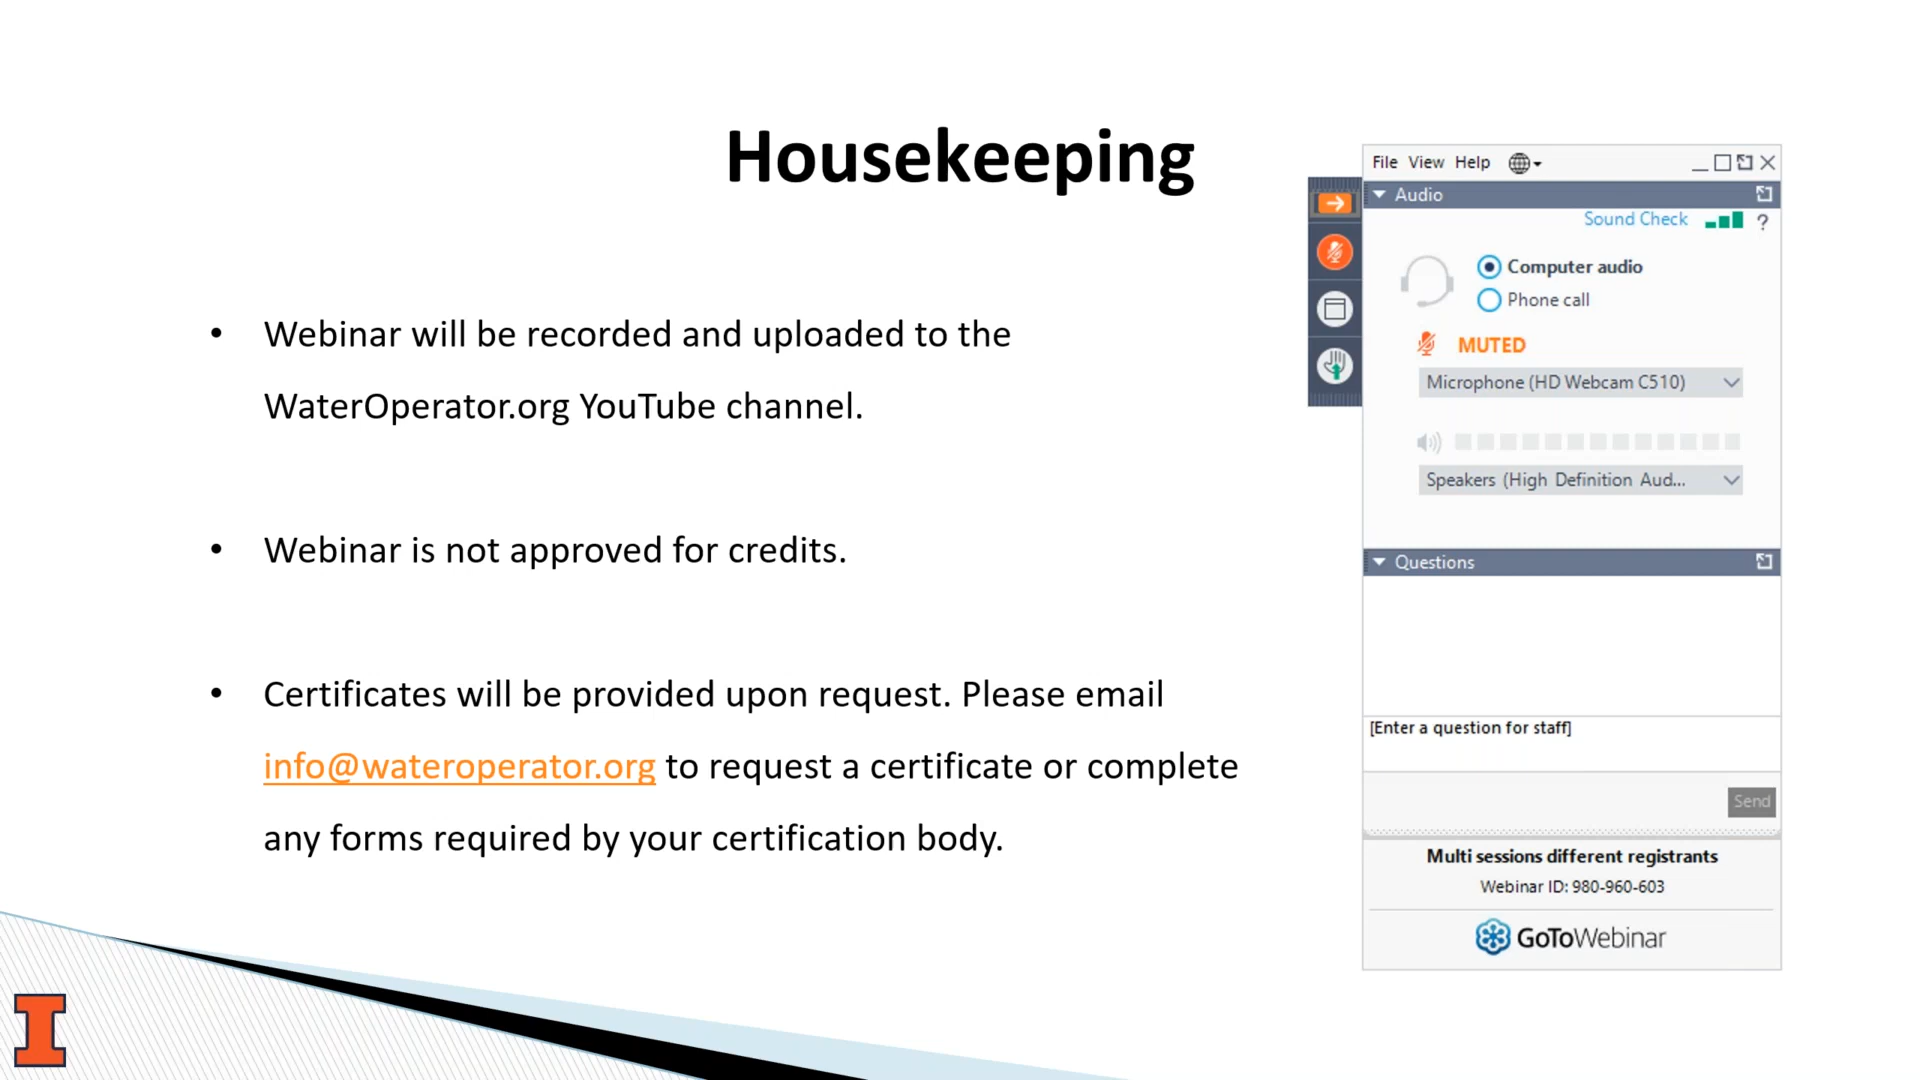 Housekeeping
• Webinar will be recorded and uploaded to the
WaterOperator.org YouTube channel.
• Webinar is not approved for credits.
• Certificates will be provided upon request. Please email
info@wateroperator.org to request a certificate or complete
any forms required by your certification body.
File View Help
Audio
Sound Check ?
Computer audio
Phone call
MUTED
Microphone (HD Webcam C510)
Speakers (High Definition Aud...
Questions
[Enter a question for staff]
Send
Multi sessions different registrants
Webinar ID: 980-960-603
GoToWebinar
I